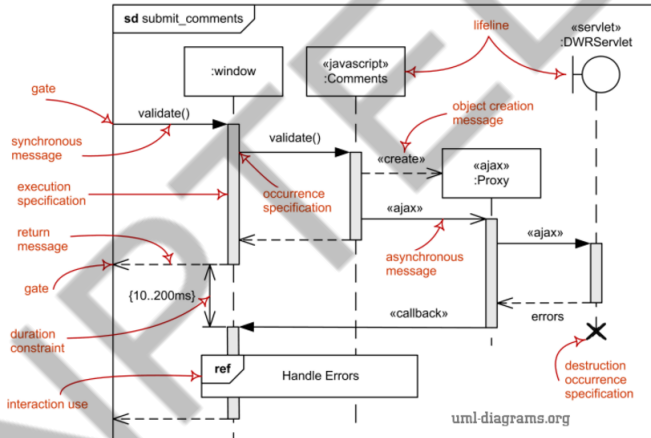 sd submit_comments
lifeline
«servlet»
:DWRServlet
:window
«javascript»
:Comments
gate
validate()
object creation
message
synchronous
message
validate()
«create»
«ajax»
:Proxy
execution
specification
occurrence
specification
«ajax»
return
message
asynchronous
message
«ajax»
gate
{10..200ms}
«callback»
errors
duration
constraint
ref
Handle Errors
destruction
occurrence
specification
interaction use
uml-diagrams.org